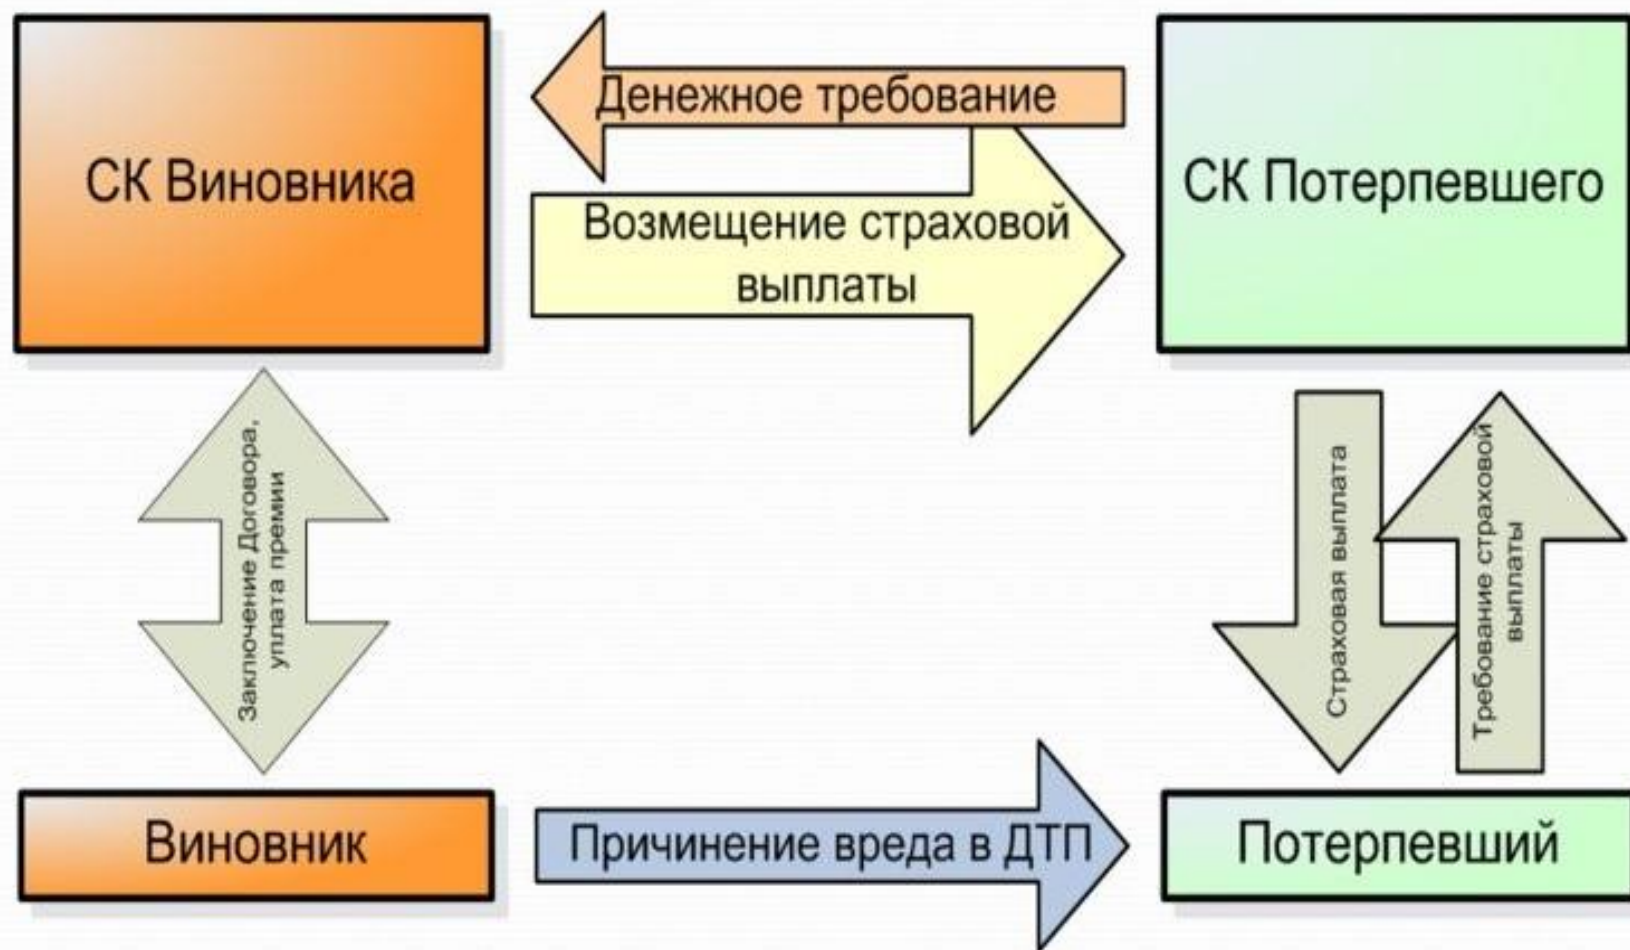 Денежное требование
СК Виновника
СК Потерпевшего
Возмещение страховой
выплаты
Заключение Договора,
уплата премии
Страховая выплата
Требование страховой
выплаты
Виновник
Причинение вреда в ДТП
Потерпевший